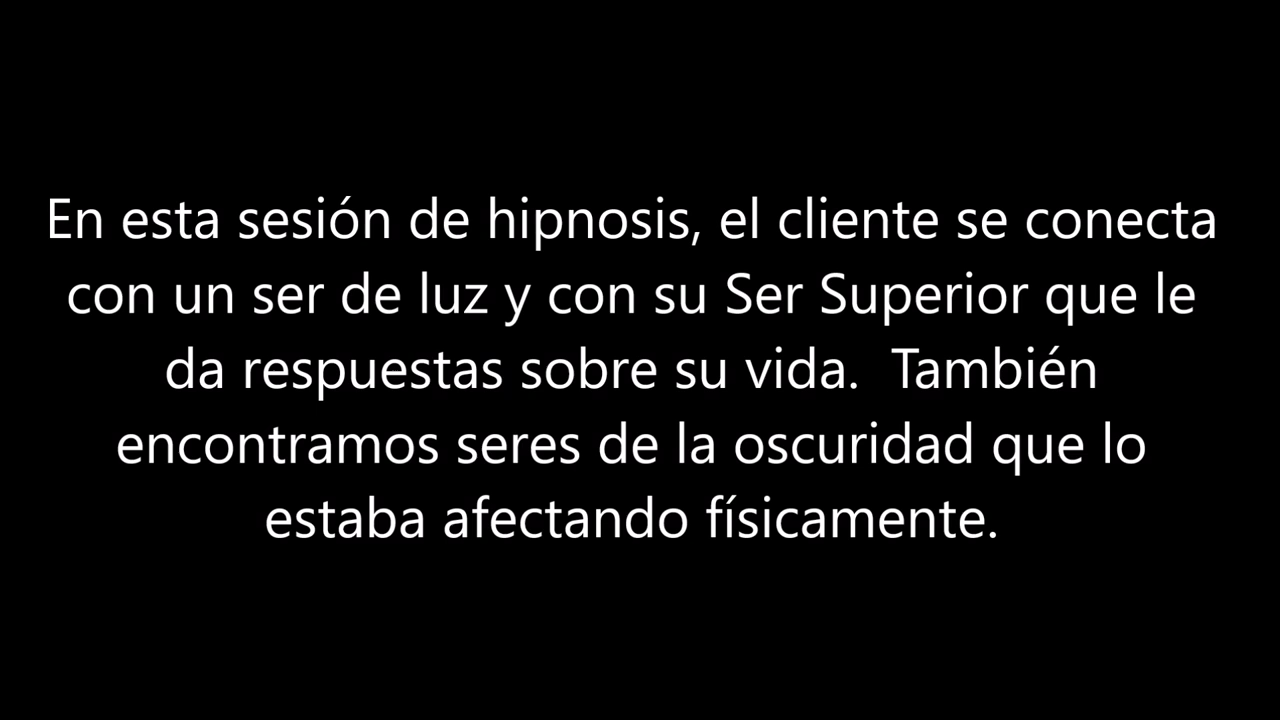 En esta sesión de hipnosis, el cliente se conecta
con un ser de luz y con su Ser Superior que le
da respuestas sobre su vida.  También
encontramos seres de la oscuridad que lo
estaba afectando físicamente.